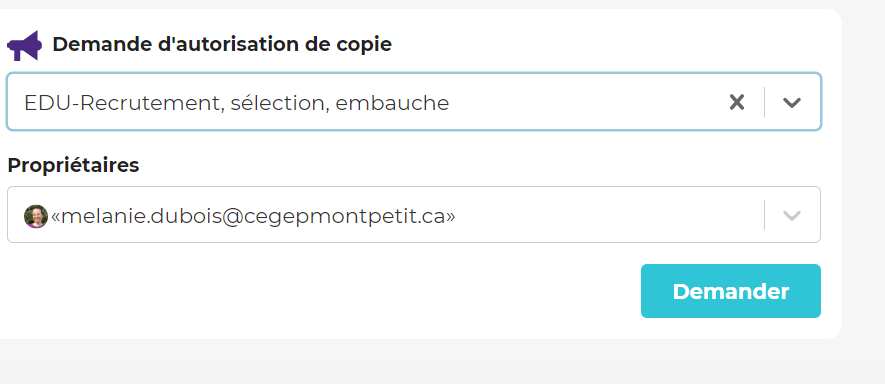 Demande d'autorisation de copie
EDU-Recrutement, sélection, embauche
Propriétaires
«melanie.dubois@cegepmontpetit.ca»
Demander